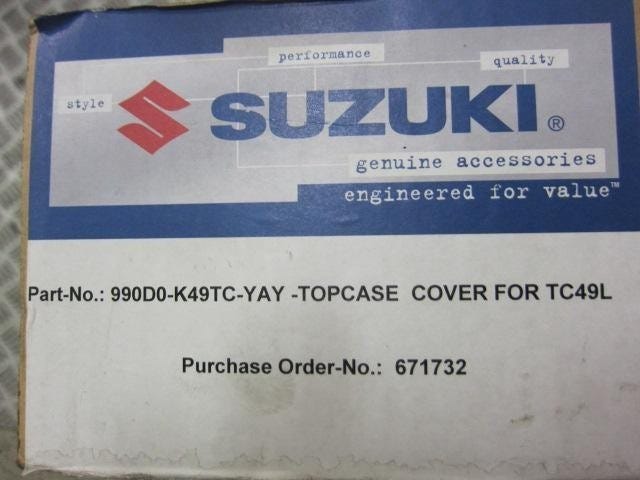 performance
quality
style
SUZUKI®
genuine accessories
engineered for value™
Part-No.: 990D0-K49TC-YAY -TOPCASE COVER FOR TC49L
Purchase Order-No.: 671732